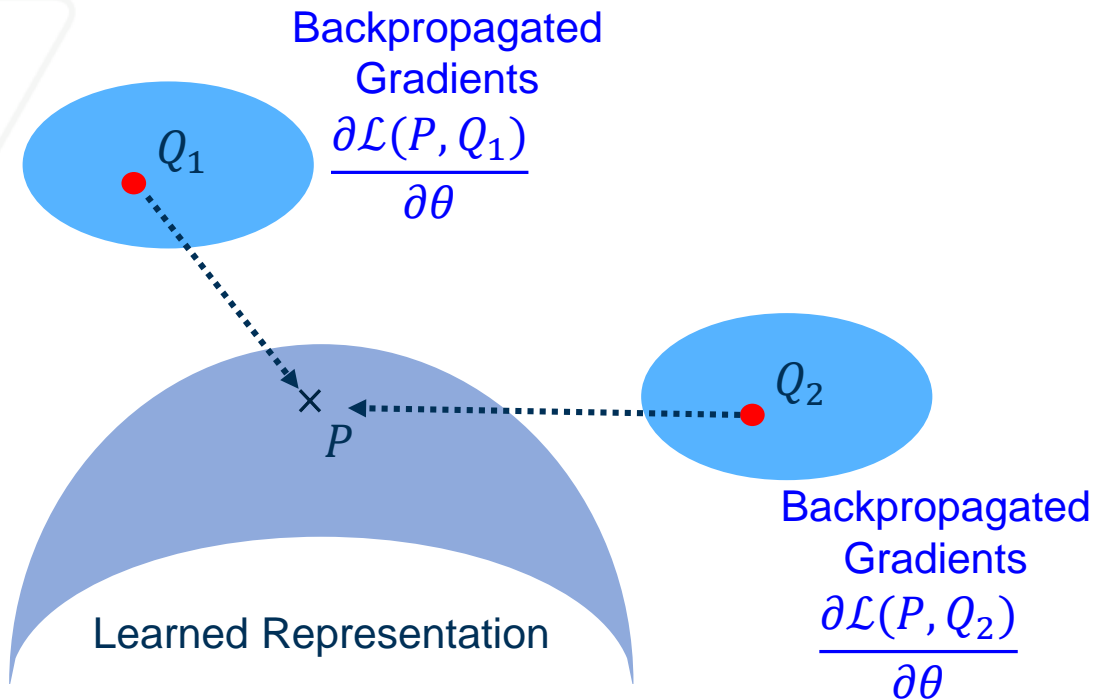 Backpropagated
Gradients
∂ℒ(P, Q₁)
∂θ
Q₁
Q₂
P
Backpropagated
Gradients
∂ℒ(P, Q₂)
∂θ
Learned Representation